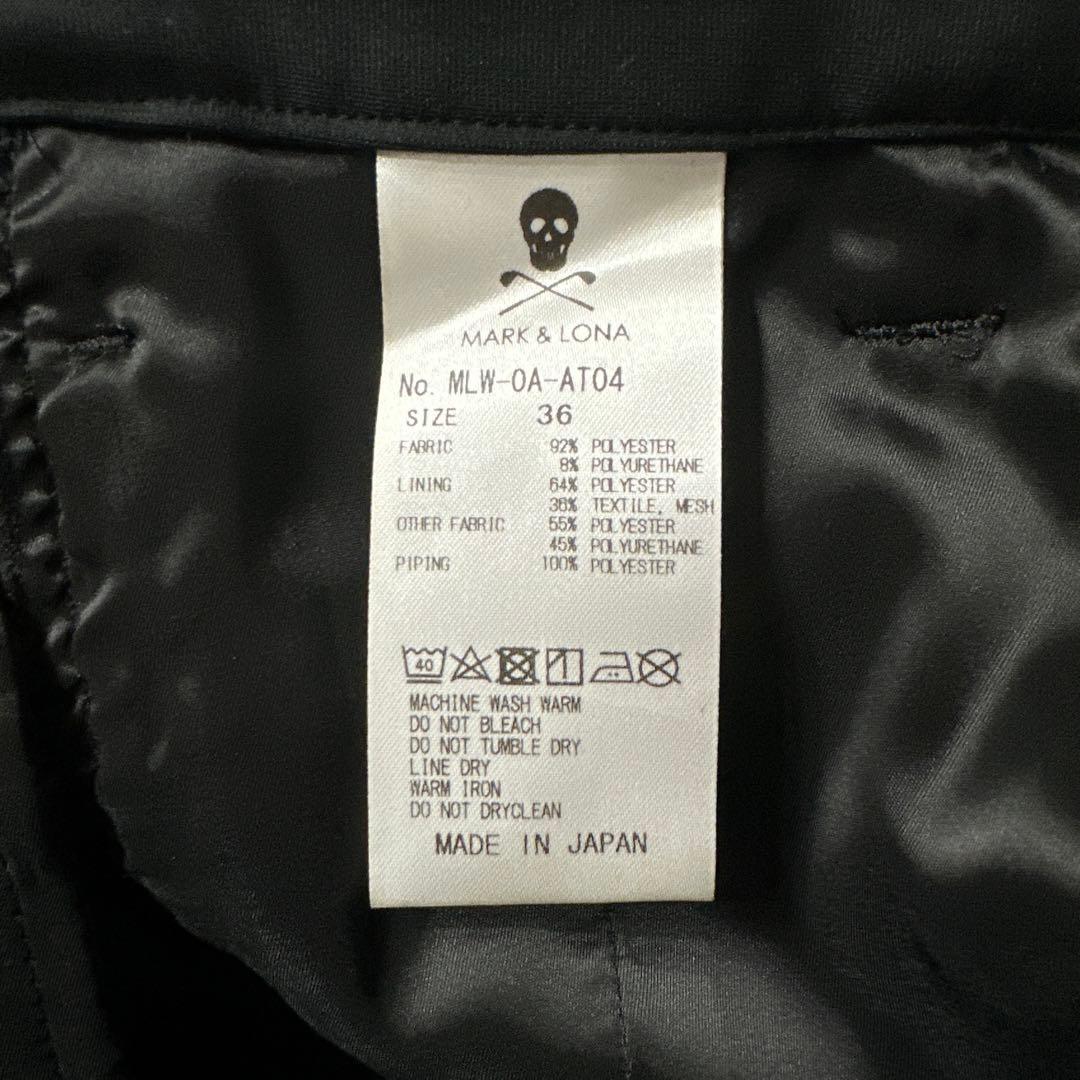 MARK & LONA
No. MLW-0A-AT04
SIZE 36
FABRIC 92% POLYESTER
8% POLYURETHANE
LINING 64% POLYESTER
36% TEXTILE, MESH
OTHER FABRIC 55% POLYESTER
45% POLYURETHANE
PIPING 100% POLYESTER
40
MACHINE WASH WARM
DO NOT BLEACH
DO NOT TUMBLE DRY
LINE DRY
WARM IRON
DO NOT DRYCLEAN
MADE IN JAPAN